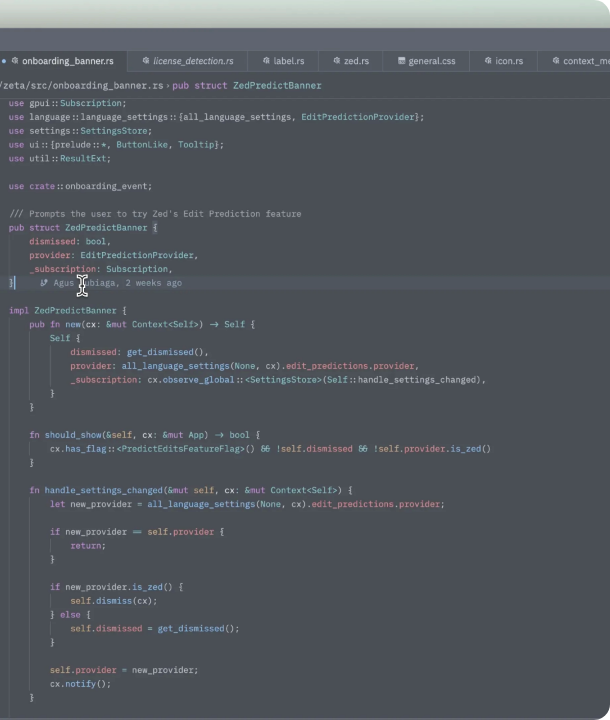 onboarding_banner.rs license_detection.rs label.rs zed.rs general.css icon.rs context_me
/zeta/src/onboarding_banner.rs › pub struct ZedPredictBanner
use gpui::Subscription;
use language::language_settings::{all_language_settings, EditPredictionProvider};
use settings::SettingsStore;
use ui::{prelude::*, ButtonLike, Tooltip};
use util::ResultExt;
use crate::onboarding_event;
/// Prompts the user to try Zed's Edit Prediction feature
pub struct ZedPredictBanner {
    dismissed: bool,
    provider: EditPredictionProvider,
    _subscription: Subscription,
} Agus , 2 weeks ago
impl ZedPredictBanner {
    pub fn new(cx: &mut Context<Self>) -> Self {
        Self {
            dismissed: get_dismissed(),
            provider: all_language_settings(None, cx).edit_predictions.provider,
            _subscription: cx.observe_global::<SettingsStore>(Self::handle_settings_changed),
        }
    }
    fn should_show(&self, cx: &mut App) -> bool {
        cx.has_flag::<PredictEditsFeatureFlag>() && !self.dismissed && !self.provider.is_zed()
    }
    fn handle_settings_changed(&mut self, cx: &mut Context<Self>) {
        let new_provider = all_language_settings(None, cx).edit_predictions.provider;
        if new_provider == self.provider {
            return;
        }
        if new_provider.is_zed() {
            self.dismiss(cx);
        } else {
            self.dismissed = get_dismissed();
        }
        self.provider = new_provider;
        cx.notify();
    }